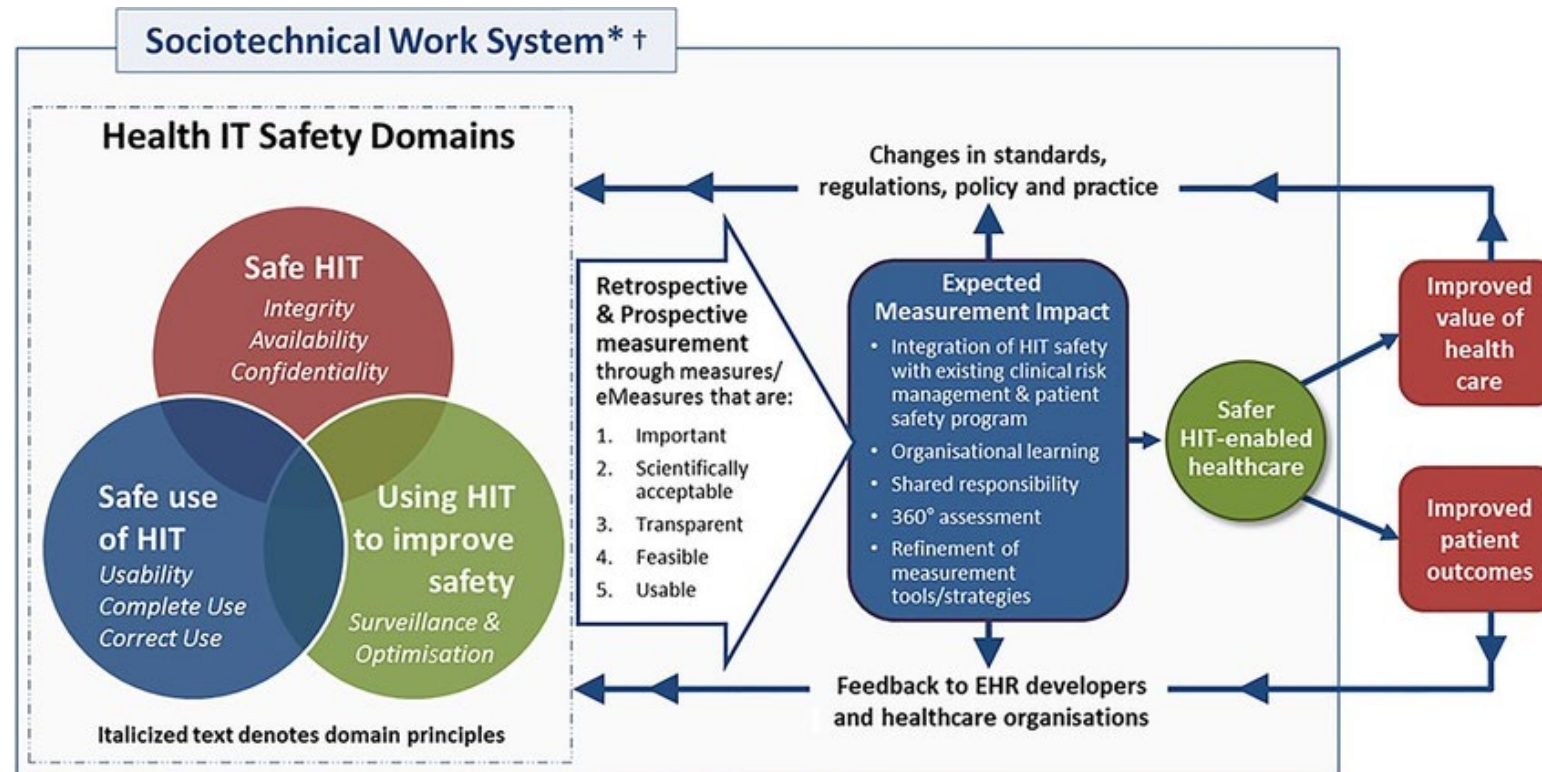 Sociotechnical Work System* †
Health IT Safety Domains
Safe HIT
Integrity
Availability
Confidentiality
Safe use
of HIT
Usability
Complete Use
Correct Use
Using HIT
to improve
safety
Surveillance &
Optimisation
Italicized text denotes domain principles
Retrospective
& Prospective
measurement
through measures/
eMeasures that are:
1. Important
2. Scientifically
acceptable
3. Transparent
4. Feasible
5. Usable
Changes in standards,
regulations, policy and practice
Expected
Measurement Impact
• Integration of HIT safety
with existing clinical risk
management & patient
safety program
• Organisational learning
• Shared responsibility
• 360° assessment
• Refinement of
measurement
tools/strategies
Feedback to EHR developers
and healthcare organisations
Safer
HIT-enabled
healthcare
Improved
value of
health
care
Improved
patient
outcomes